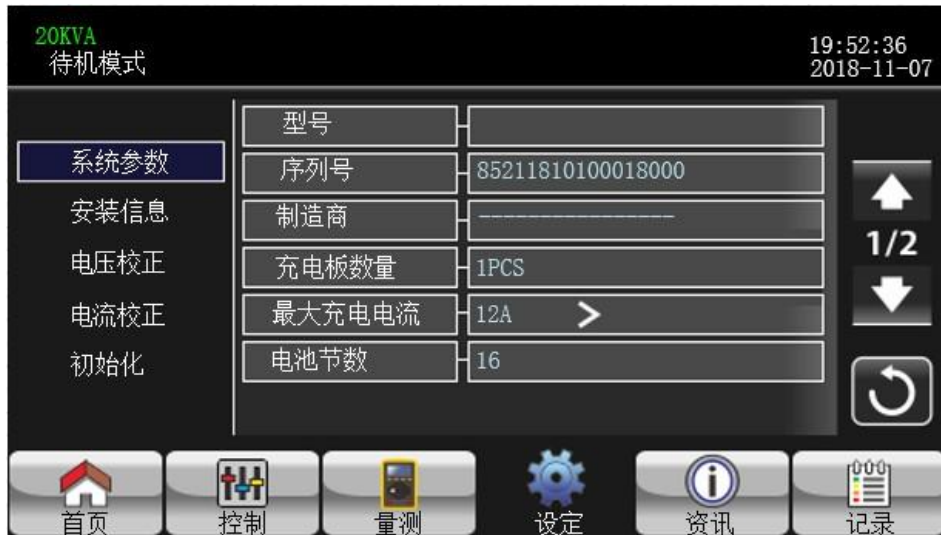 20KVA
待机模式
19:52:36
2018-11-07
系统参数
安装信息
电压校正
电流校正
初始化
型号
序列号 85211810100018000
制造商 ----------------
充电板数量 1PCS
最大充电电流 12A >
电池节数 16
1/2
首页 控制 量测 设定 资讯 记录